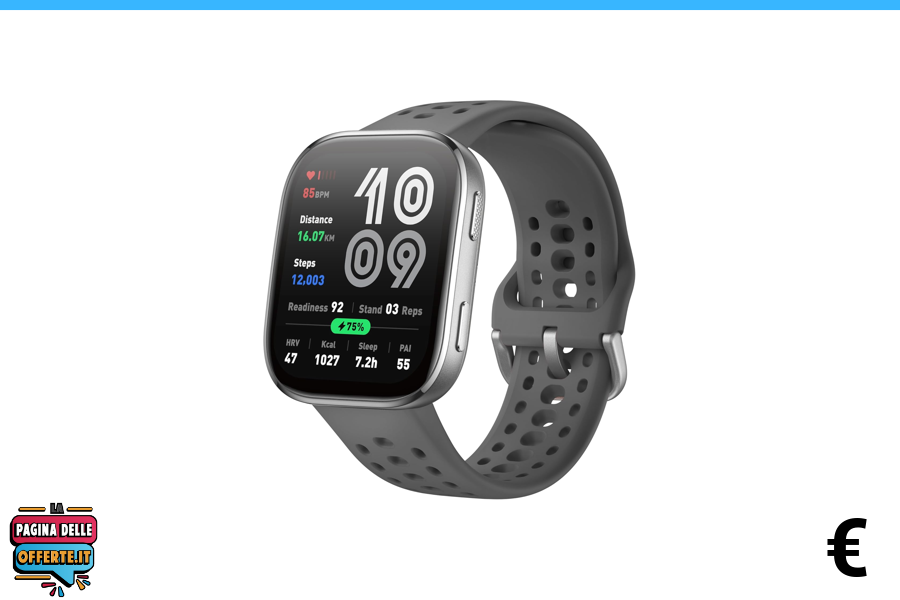 10
85BPM
09
Distance
16.07KM
Steps
12,003
Readiness 92 | Stand 03 Reps
75%
HRV Kcal Sleep PAI
47 1027 7.2h 55
LA
PAGINA DELLE
OFFERTE.IT
€